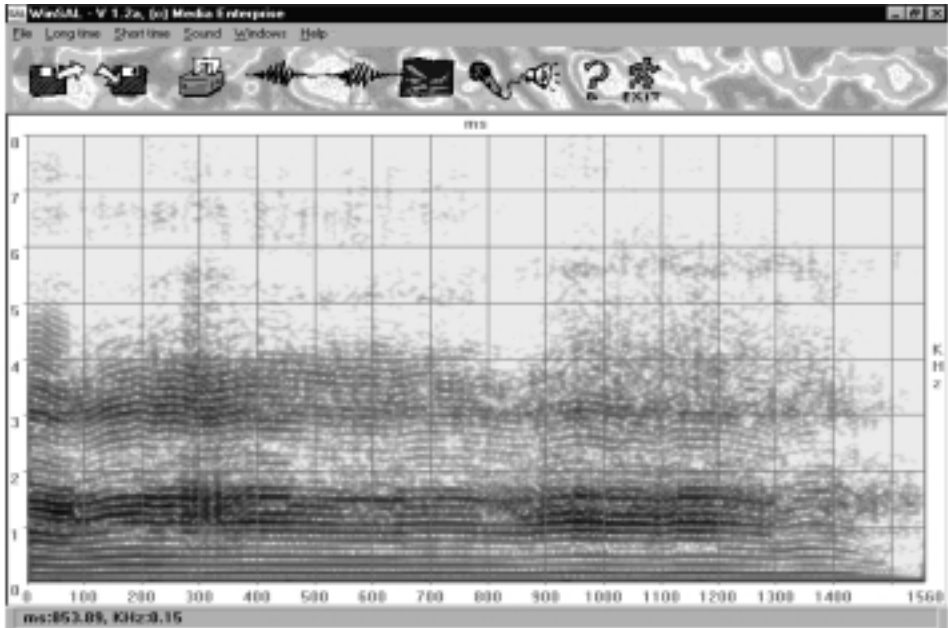 WinSAL - V 1.2a, (c) Media Enterprise
File Long time Short time Sound Windows Help
? EXIT
ms
8
7
6
5
4
3
2
1
0
KHz
0 100 200 300 400 500 600 700 800 900 1000 1100 1200 1300 1400 1560
ms:853.89, KHz:0.15